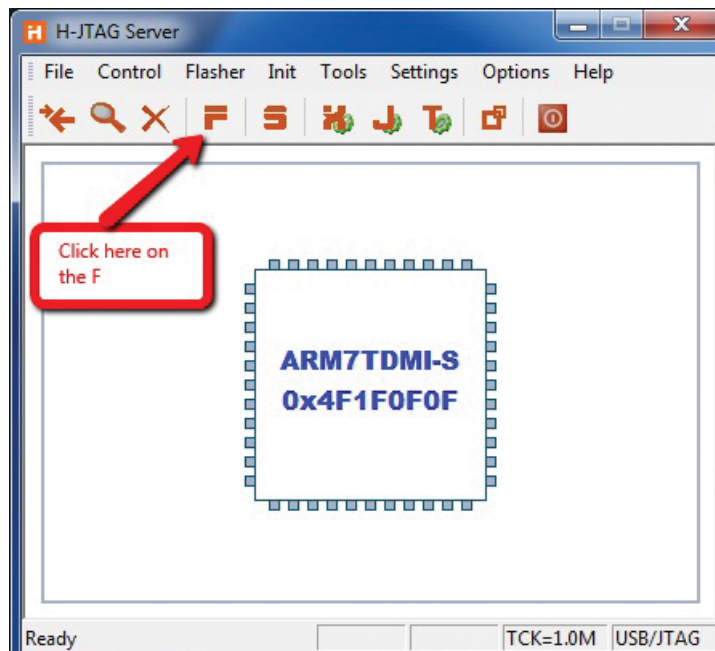 H-JTAG Server
File Control Flasher Init Tools Settings Options Help
Click here on
the F
ARM7TDMI-S
0x4F1F0F0F
Ready TCK=1.0M USB/JTAG